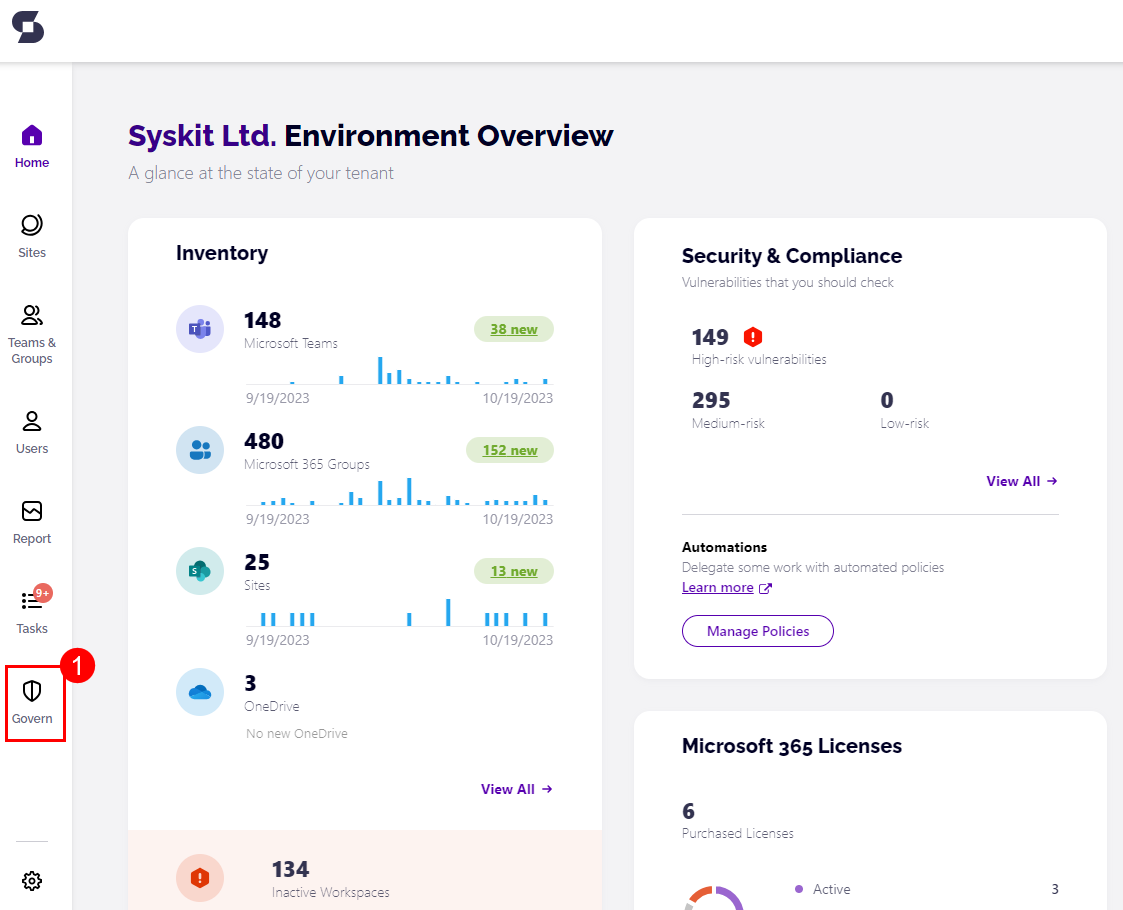 Home
Sites
Teams &
Groups
Users
Report
9+
Tasks
1
Govern
Syskit Ltd. Environment Overview
A glance at the state of your tenant
Inventory
148
Microsoft Teams
38 new
9/19/2023 10/19/2023
480
Microsoft 365 Groups
152 new
9/19/2023 10/19/2023
25
Sites
13 new
9/19/2023 10/19/2023
3
OneDrive
No new OneDrive
View All →
134
Inactive Workspaces
Security & Compliance
Vulnerabilities that you should check
149
High-risk vulnerabilities
295
Medium-risk
0
Low-risk
View All →
Automations
Delegate some work with automated policies
Learn more
Manage Policies
Microsoft 365 Licenses
6
Purchased Licenses
Active 3